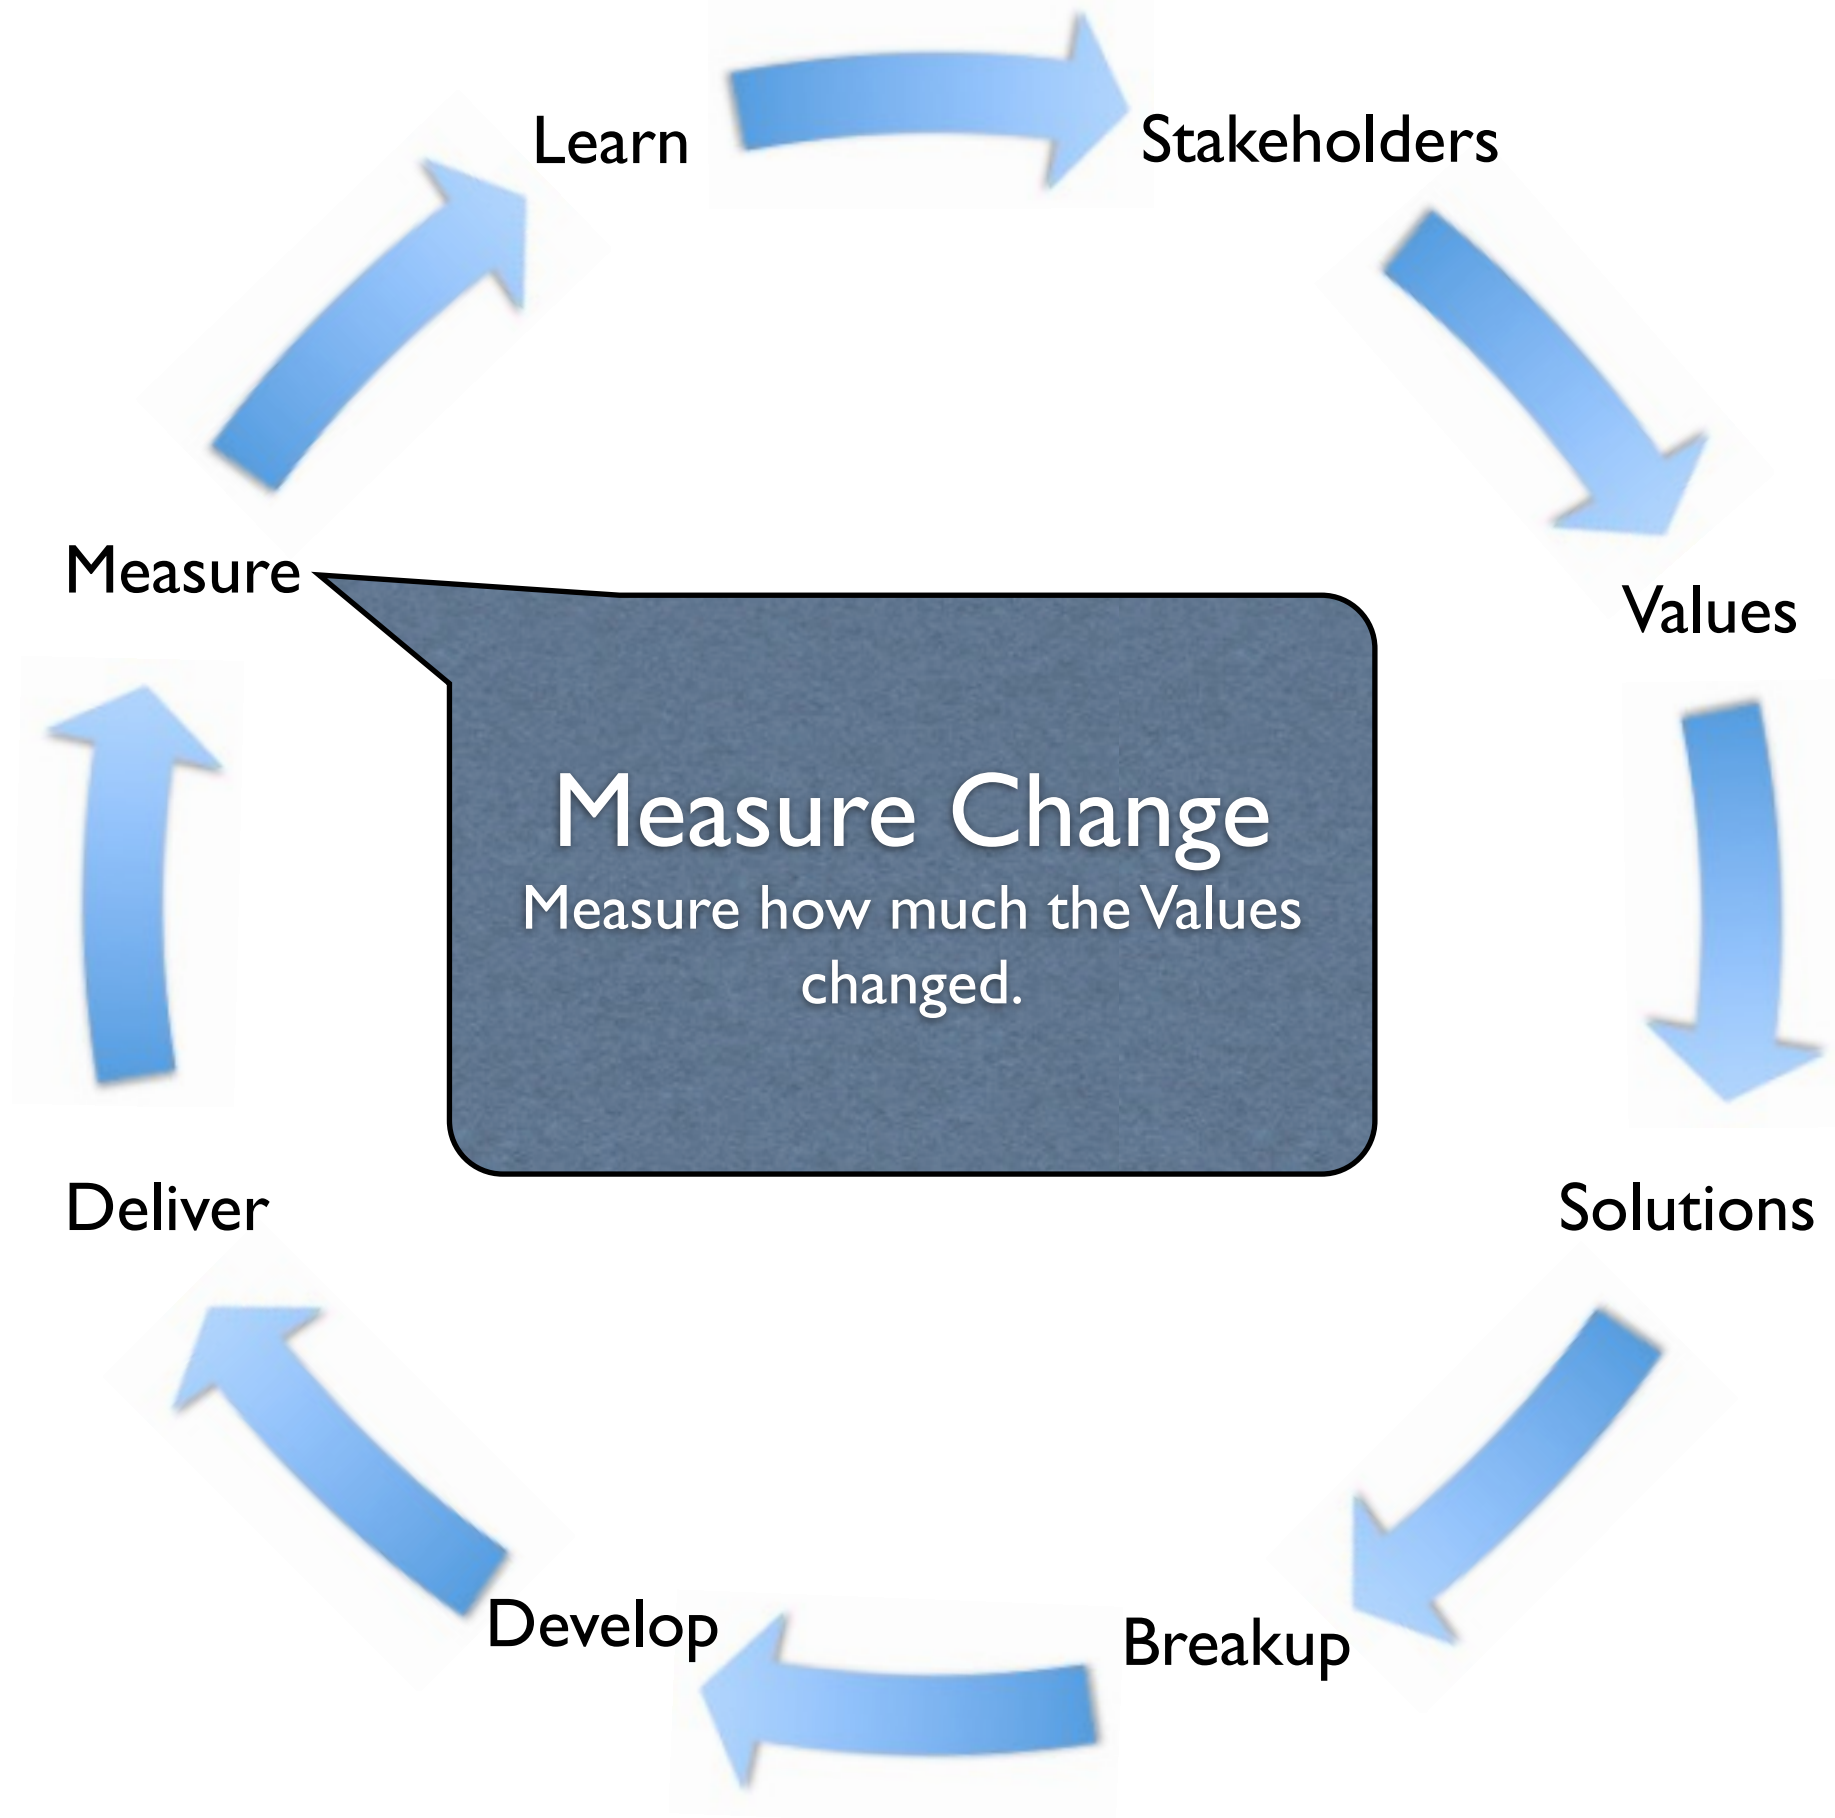 Learn
Stakeholders
Measure
Values
Measure Change
Measure how much the Values
changed.
Deliver
Solutions
Develop
Breakup